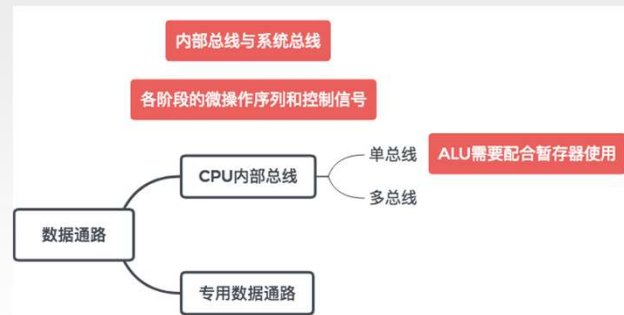 内部总线与系统总线
各阶段的微操作序列和控制信号
单总线
ALU需要配合暂存器使用
CPU内部总线
多总线
数据通路
专用数据通路